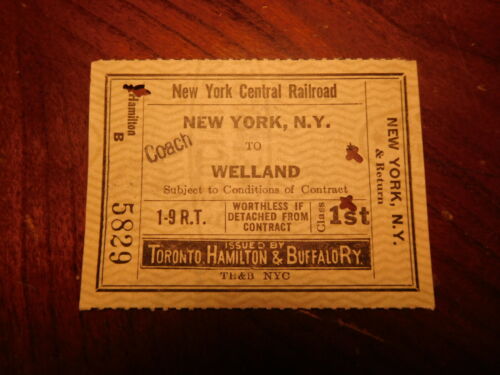 New York Central Railroad
NEW YORK, N.Y.
TO
WELLAND
Coach
Subject to Conditions of Contract
1-9 R.T.
WORTHLESS IF
DETACHED FROM
CONTRACT
Class 1st
ISSUED BY
TORONTO, HAMILTON & BUFFALO RY.
TH&B NYC
Hamilton
B
5829
NEW YORK, N.Y.
& Return